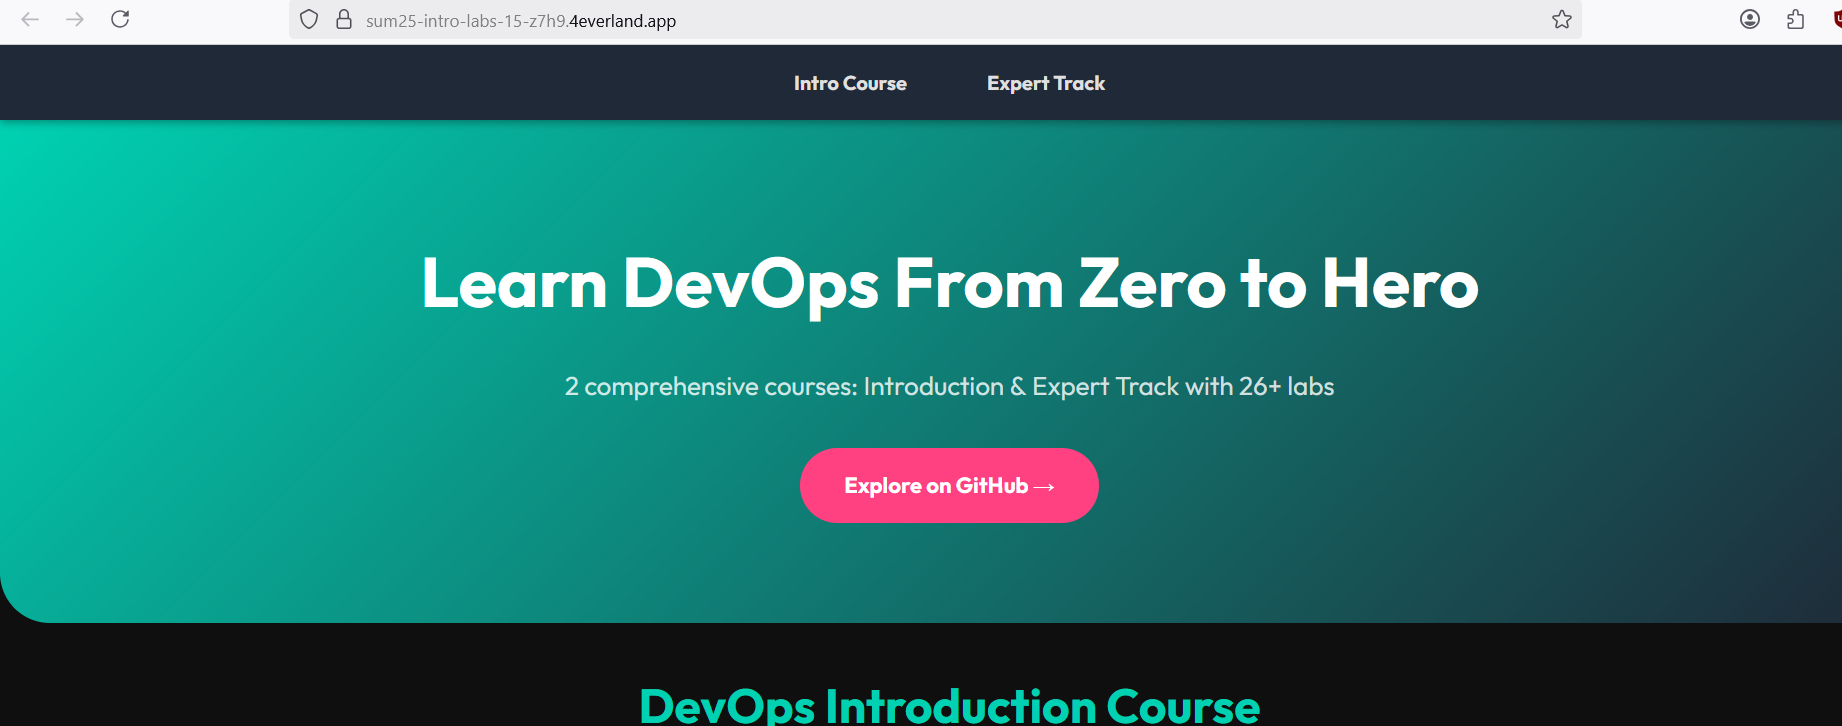 sum25-intro-labs-15-z7h9.4everland.app
Intro Course
Expert Track
Learn DevOps From Zero to Hero
2 comprehensive courses: Introduction & Expert Track with 26+ labs
Explore on GitHub →
DevOps Introduction Course